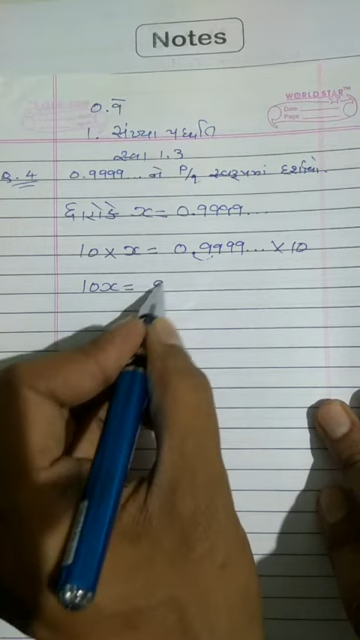 Notes
WORLD STAR
Date
Page
0.9̄
1. સંખ્યા પદ્ધતિ
સ્વા 1.3
Q.4 0.9999... ને P/q સ્વરૂપમાં દર્શાવો.
ધારોકે x = 0.9999...
10 × x = 0.9999... × 10
10x = 9